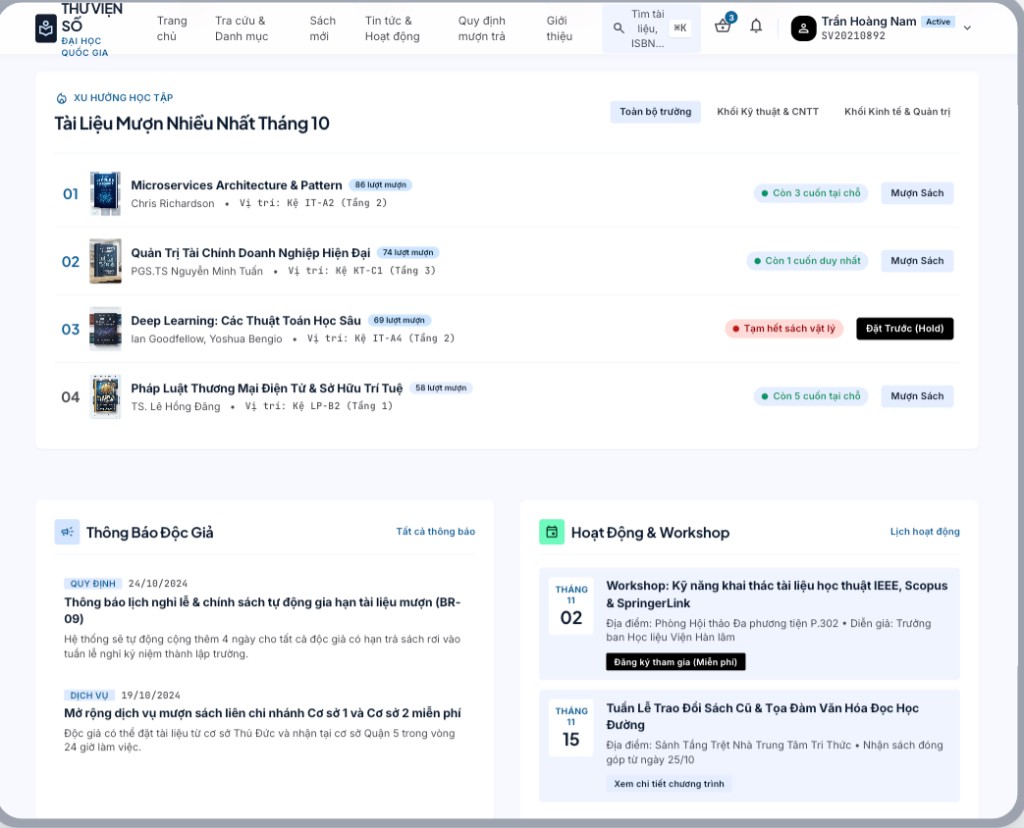 THƯ VIỆN
SỐ
ĐẠI HỌC
QUỐC GIA
Trang
chủ
Tra cứu &
Danh mục
Sách
mới
Tin tức &
Hoạt động
Quy định
mượn trả
Giới
thiệu
Tìm tài
liệu,
ISBN...
⌘K
3
Trần Hoàng Nam Active
SV20210892
XU HƯỚNG HỌC TẬP
Tài Liệu Mượn Nhiều Nhất Tháng 10
Toàn bộ trường
Khối Kỹ thuật & CNTT
Khối Kinh tế & Quản trị
01
Microservices Architecture & Pattern 86 lượt mượn
Chris Richardson • Vị trí: Kệ IT-A2 (Tầng 2)
Còn 3 cuốn tại chỗ
Mượn Sách
02
Quản Trị Tài Chính Doanh Nghiệp Hiện Đại 74 lượt mượn
PGS.TS Nguyễn Minh Tuấn • Vị trí: Kệ KT-C1 (Tầng 3)
Còn 1 cuốn duy nhất
Mượn Sách
03
Deep Learning: Các Thuật Toán Học Sâu 69 lượt mượn
Ian Goodfellow, Yoshua Bengio • Vị trí: Kệ IT-A4 (Tầng 2)
Tạm hết sách vật lý
Đặt Trước (Hold)
04
Pháp Luật Thương Mại Điện Tử & Sở Hữu Trí Tuệ 58 lượt mượn
TS. Lê Hồng Đăng • Vị trí: Kệ LP-B2 (Tầng 1)
Còn 5 cuốn tại chỗ
Mượn Sách
Thông Báo Độc Giả
Tất cả thông báo
QUY ĐỊNH 24/10/2024
Thông báo lịch nghỉ lễ & chính sách tự động gia hạn tài liệu mượn (BR-
09)
Hệ thống sẽ tự động cộng thêm 4 ngày cho tất cả độc giả có hạn trả sách rơi vào
tuần lễ nghỉ kỷ niệm thành lập trường.
DỊCH VỤ 19/10/2024
Mở rộng dịch vụ mượn sách liên chi nhánh Cơ sở 1 và Cơ sở 2 miễn phí
Độc giả có thể đặt tài liệu từ cơ sở Thủ Đức và nhận tại cơ sở Quận 5 trong vòng
24 giờ làm việc.
Hoạt Động & Workshop
Lịch hoạt động
THÁNG
11
02
Workshop: Kỹ năng khai thác tài liệu học thuật IEEE, Scopus
& SpringerLink
Địa điểm: Phòng Hội thảo Đa phương tiện P.302 • Diễn giả: Trưởng
ban Học liệu Viện Hàn lâm
Đăng ký tham gia (Miễn phí)
THÁNG
11
15
Tuần Lễ Trao Đổi Sách Cũ & Tọa Đàm Văn Hóa Đọc Học
Đường
Địa điểm: Sảnh Tầng Trệt Nhà Trung Tâm Tri Thức • Nhận sách đóng
góp từ ngày 25/10
Xem chi tiết chương trình